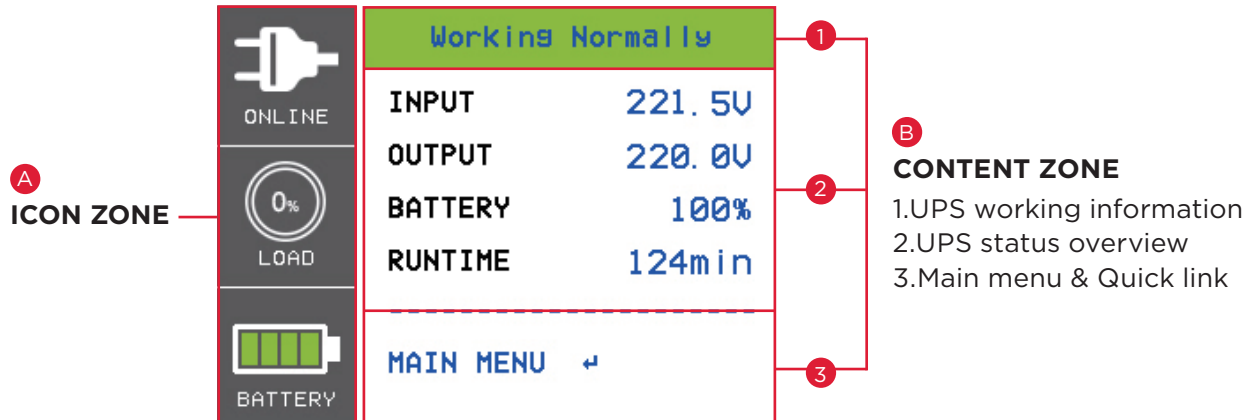 A
ICON ZONE
ONLINE
0%
LOAD
BATTERY
Working Normally
INPUT 221.5V
OUTPUT 220.0V
BATTERY 100%
RUNTIME 124min
MAIN MENU ↵
1
2
3
B
CONTENT ZONE
1.UPS working information
2.UPS status overview
3.Main menu & Quick link